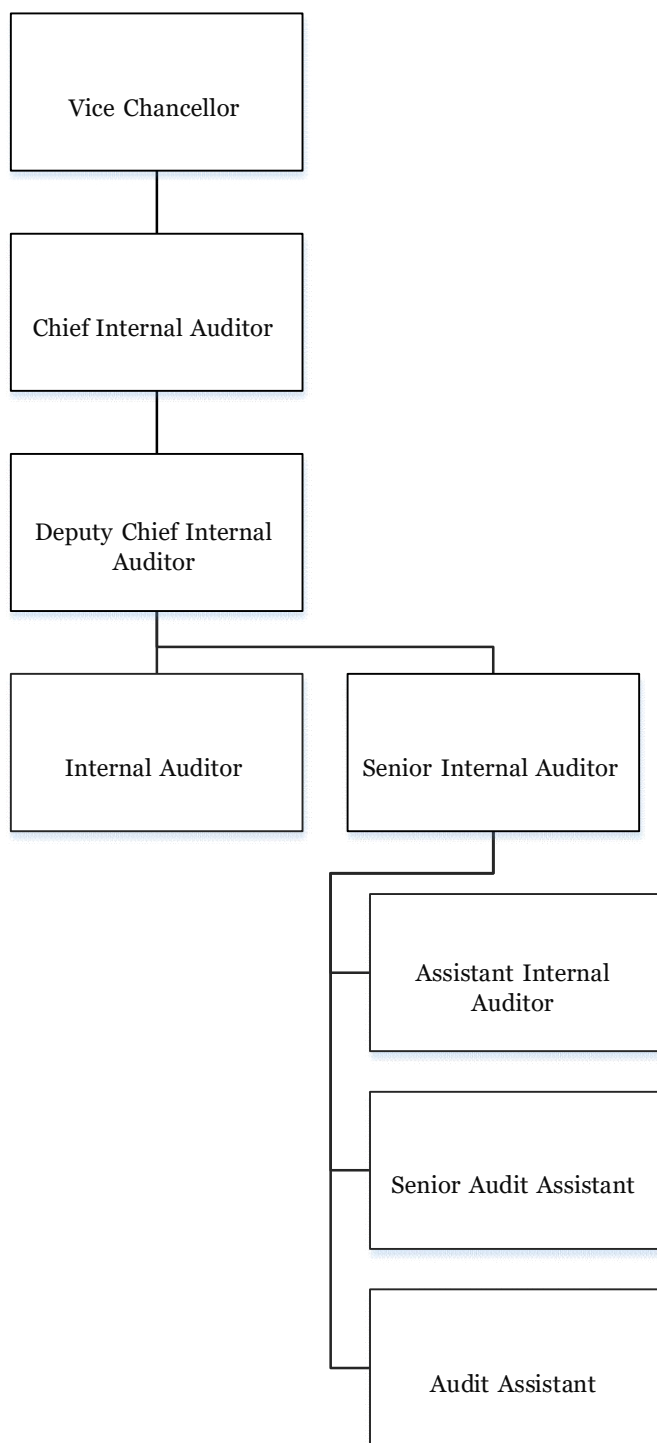 Vice Chancellor
Chief Internal Auditor
Deputy Chief Internal
Auditor
Internal Auditor
Senior Internal Auditor
Assistant Internal
Auditor
Senior Audit Assistant
Audit Assistant